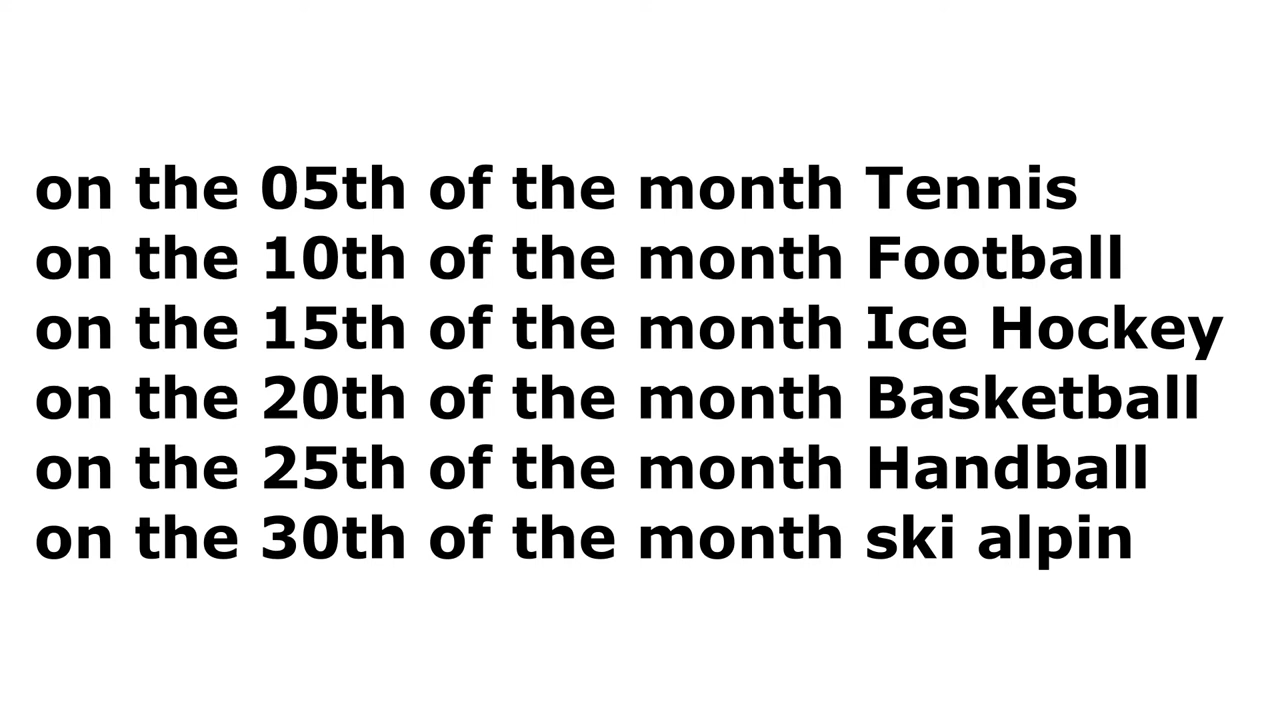 on the 05th of the month Tennis
on the 10th of the month Football
on the 15th of the month Ice Hockey
on the 20th of the month Basketball
on the 25th of the month Handball
on the 30th of the month ski alpin